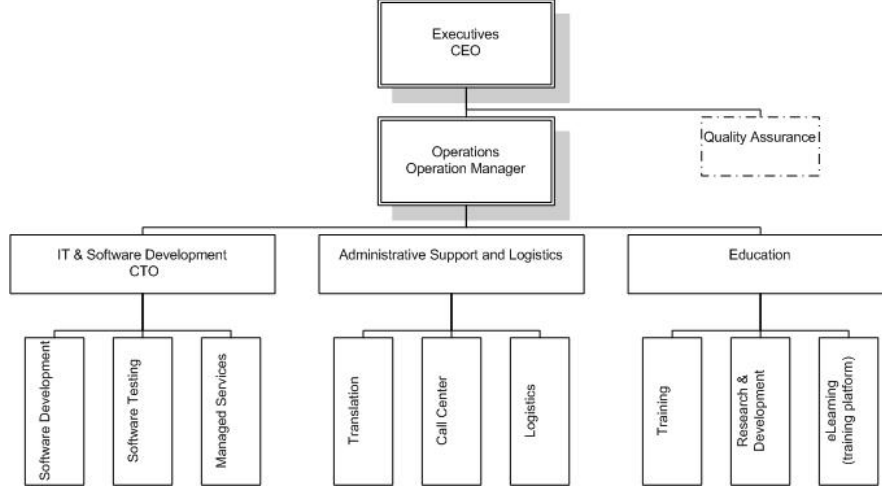 Executives
CEO
Quality Assurance
Operations
Operation Manager
IT & Software Development
CTO
Administrative Support and Logistics
Education
Software Development
Software Testing
Managed Services
Translation
Call Center
Logistics
Training
Research &
Development
eLearning
(training platform)